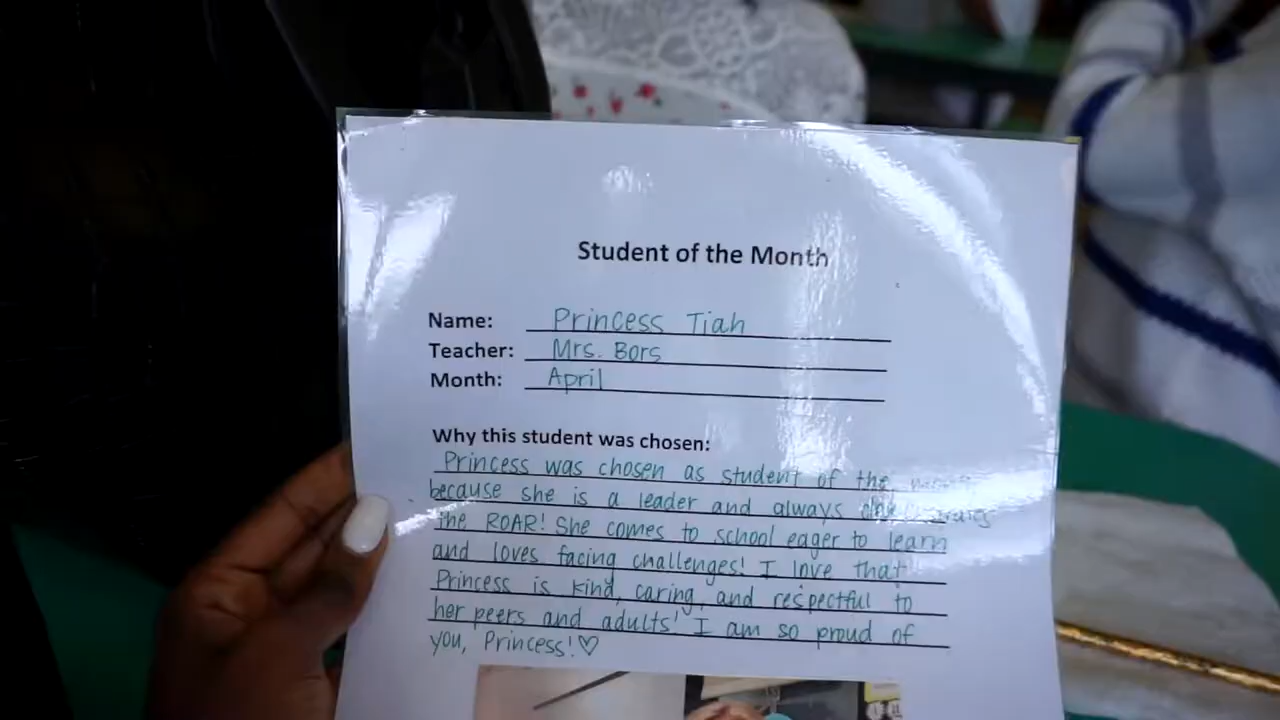 Student of the Month
Name: Princess Tiah
Teacher: Mrs. Bors
Month: April
Why this student was chosen:
Princess was chosen as student of the
because she is a leader and always
the ROAR! She comes to school eager to learn
and loves facing challenges! I love that
Princess is kind, caring, and respectful to
her peers and adults! I am so proud of
you, Princess!♡